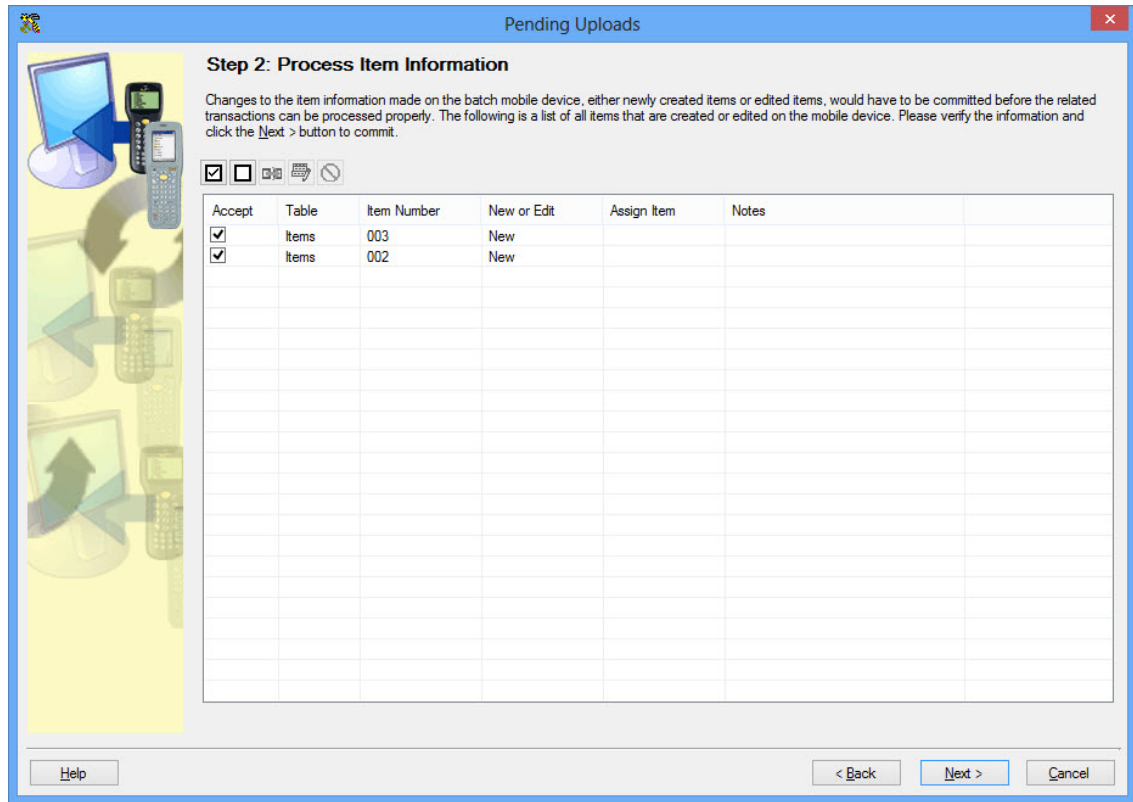 Pending Uploads
Step 2: Process Item Information
Changes to the item information made on the batch mobile device, either newly created items or edited items, would have to be committed before the related
transactions can be processed properly. The following is a list of all items that are created or edited on the mobile device. Please verify the information and
click the Next > button to commit.
Accept Table Item Number New or Edit Assign Item Notes
Items 003 New
Items 002 New
Help < Back Next > Cancel